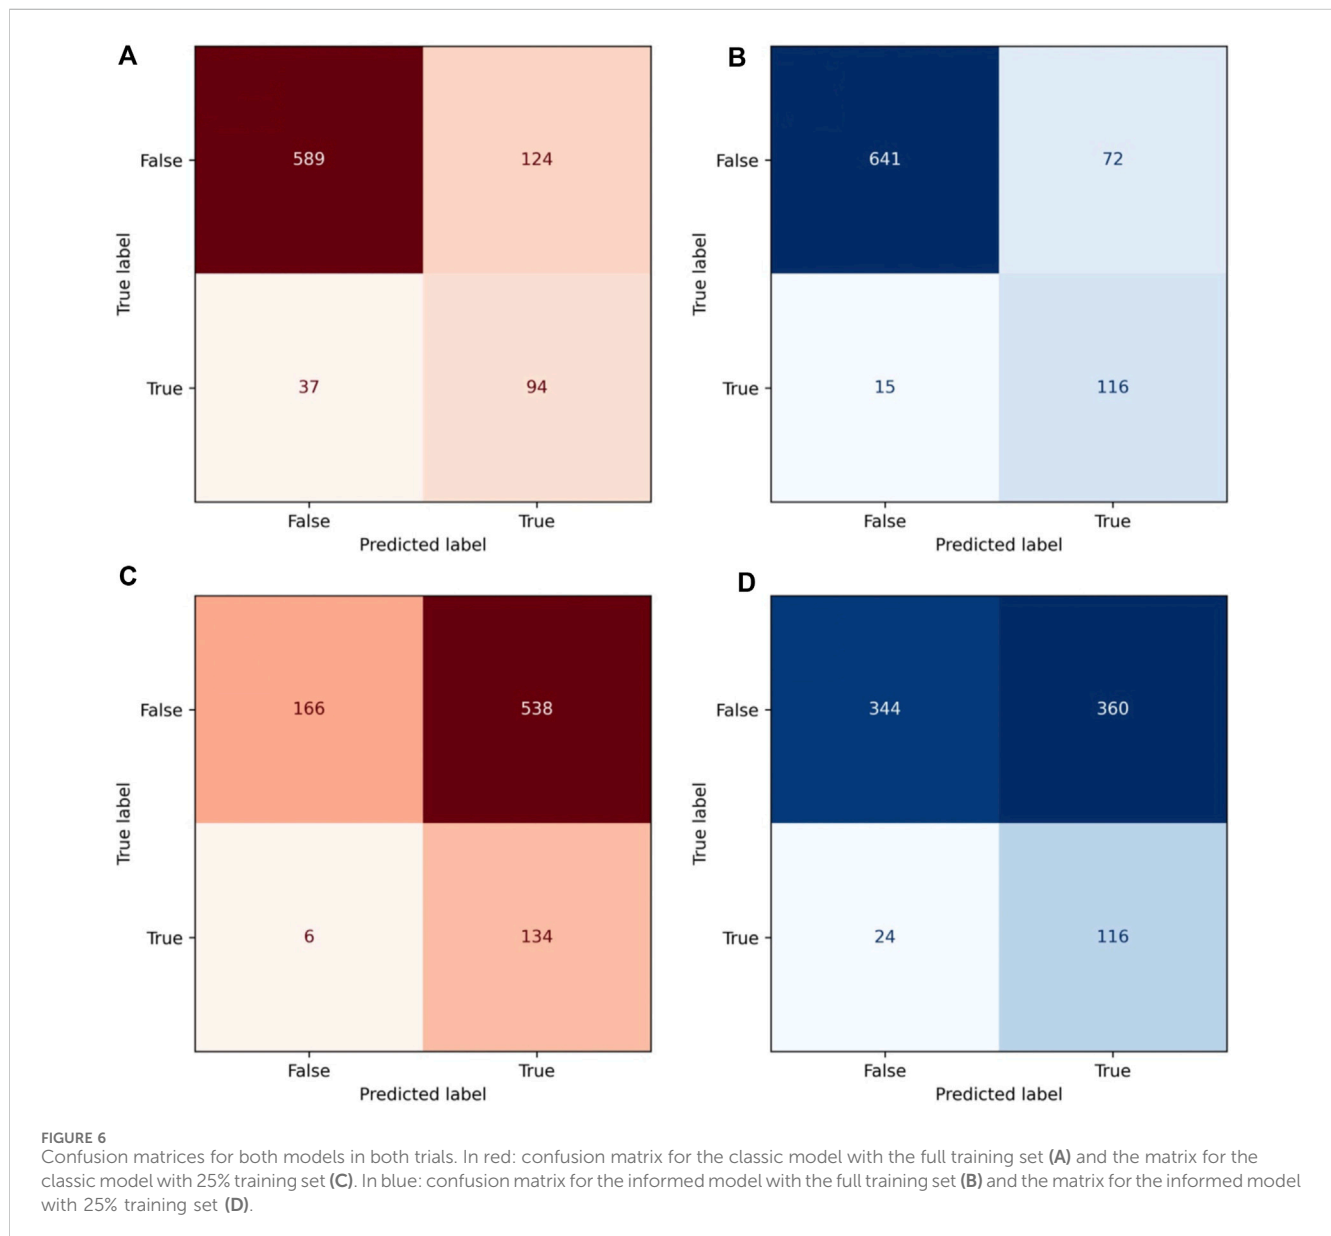 A
B
False
589
124
False
641
72
True label
True label
True
37
94
True
15
116
False
True
False
True
Predicted label
Predicted label
C
D
False
166
538
False
344
360
True label
True label
True
6
134
True
24
116
False
True
False
True
Predicted label
Predicted label
FIGURE 6
Confusion matrices for both models in both trials. In red: confusion matrix for the classic model with the full training set (A) and the matrix for the
classic model with 25% training set (C). In blue: confusion matrix for the informed model with the full training set (B) and the matrix for the informed model
with 25% training set (D).